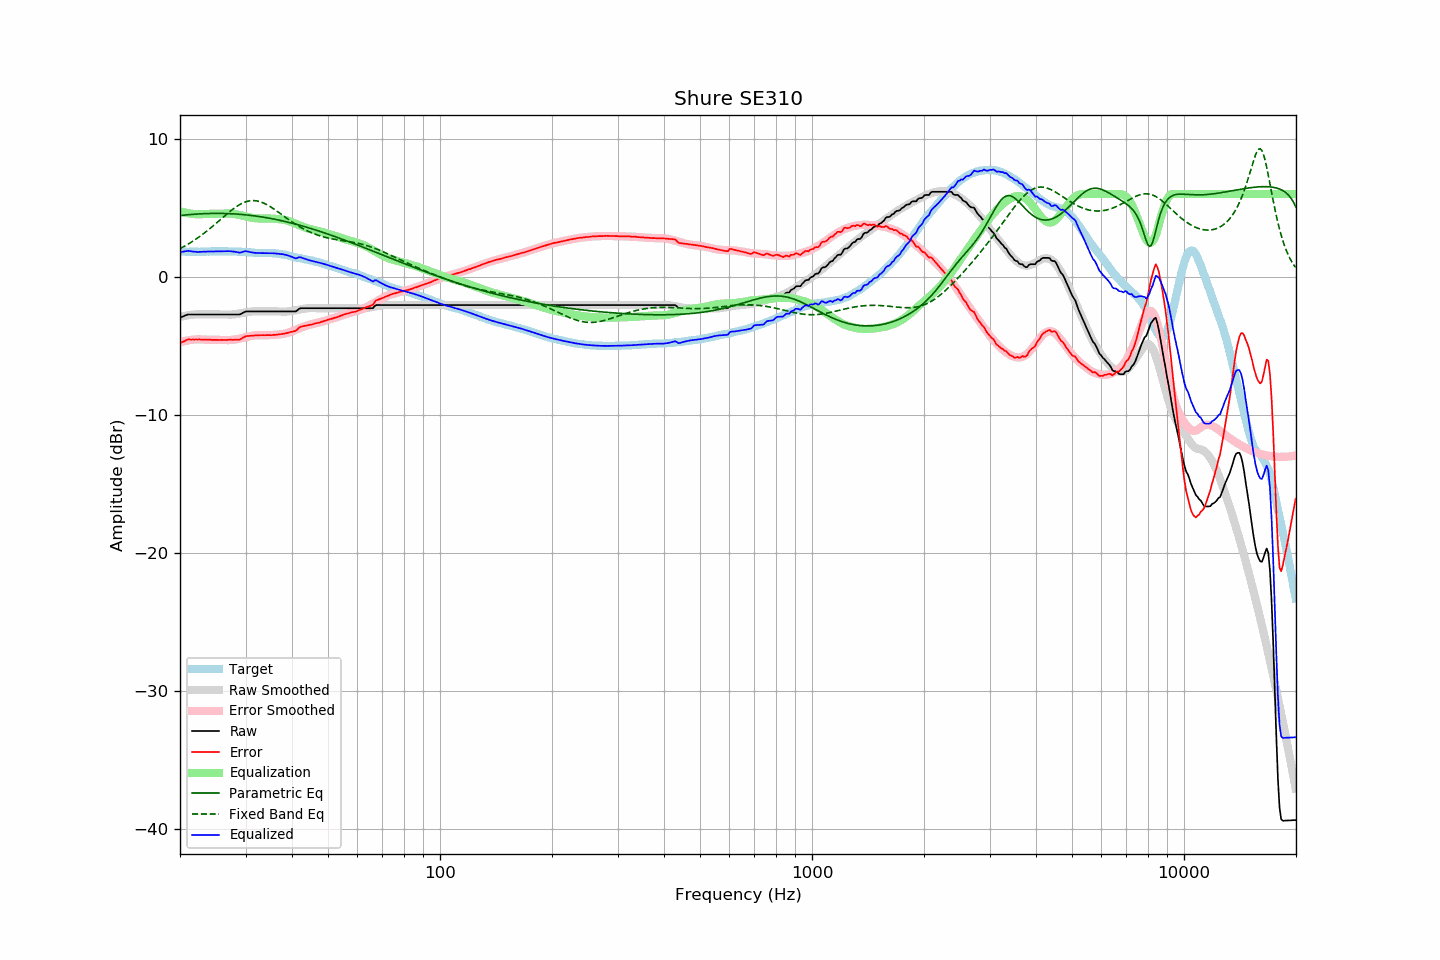 Shure SE310
10
0
−10
−20
−30
−40
Amplitude (dBr)
Target
Raw Smoothed
Error Smoothed
Raw
Error
Equalization
Parametric Eq
Fixed Band Eq
Equalized
100
1000
10000
Frequency (Hz)